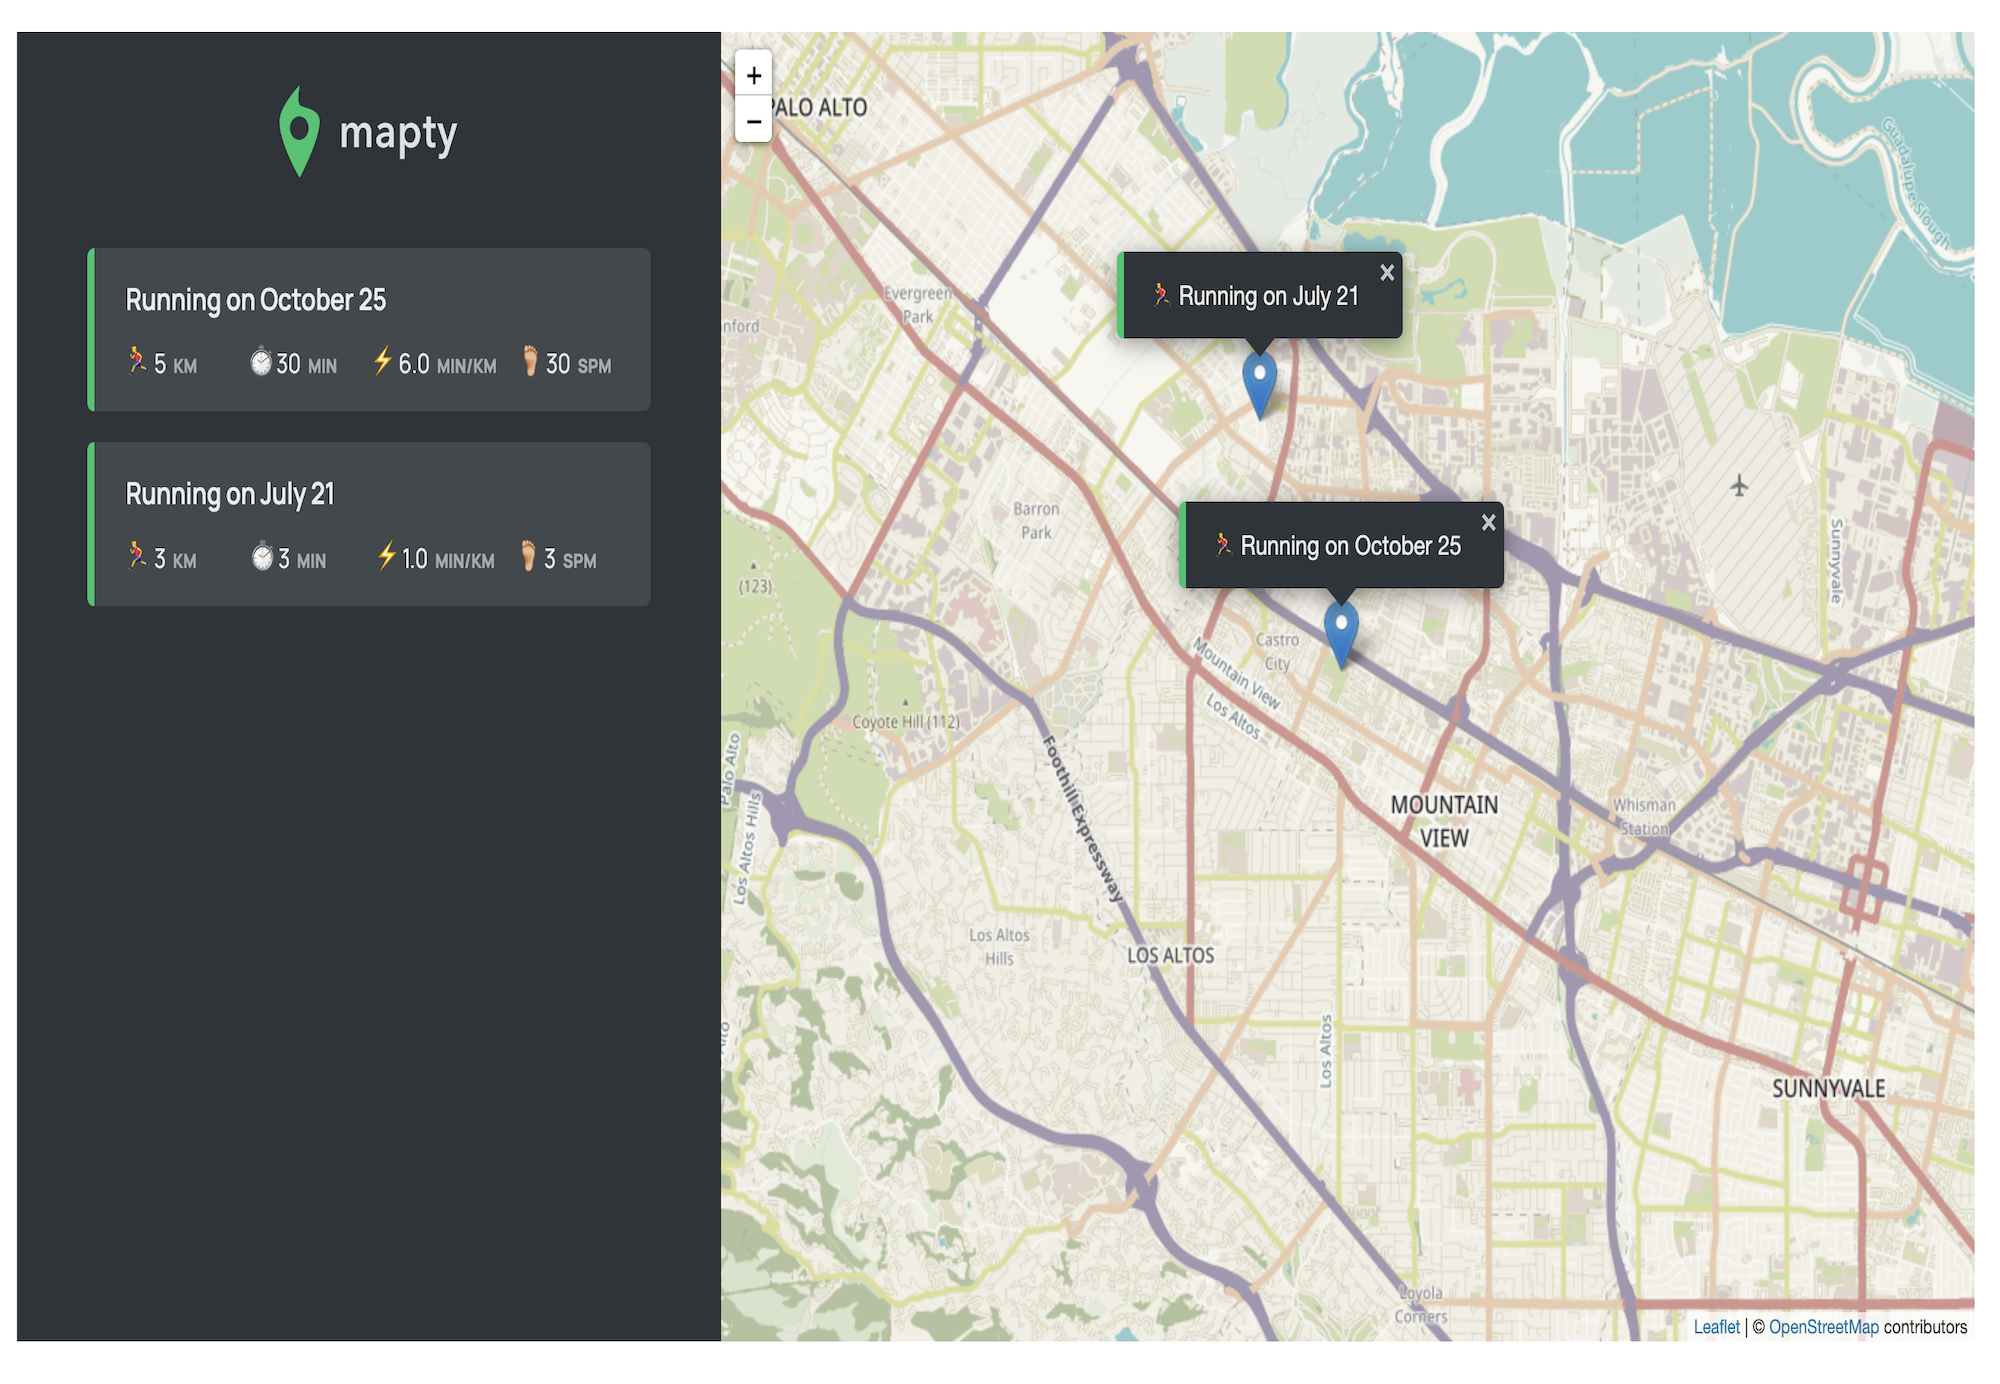 mapty
Running on October 25
5 KM 30 MIN 6.0 MIN/KM 30 SPM
Running on July 21
3 KM 3 MIN 1.0 MIN/KM 3 SPM
+
−
PALO ALTO
Guadalupe Slough
Evergreen
Park
nford
× 
Running on July 21
Barron
Park
×
Running on October 25
Sunnyvale
(123)
Castro
City
Mountain View
Los Altos
Coyote Hill (112)
Palo Alto
Los Altos Hills
Foothill Expressway
MOUNTAIN
VIEW
Whisman
Station
Los Altos
Hills
LOS ALTOS
Los Altos
Alto
SUNNYVALE
Loyola
Corners
Leaflet | © OpenStreetMap contributors